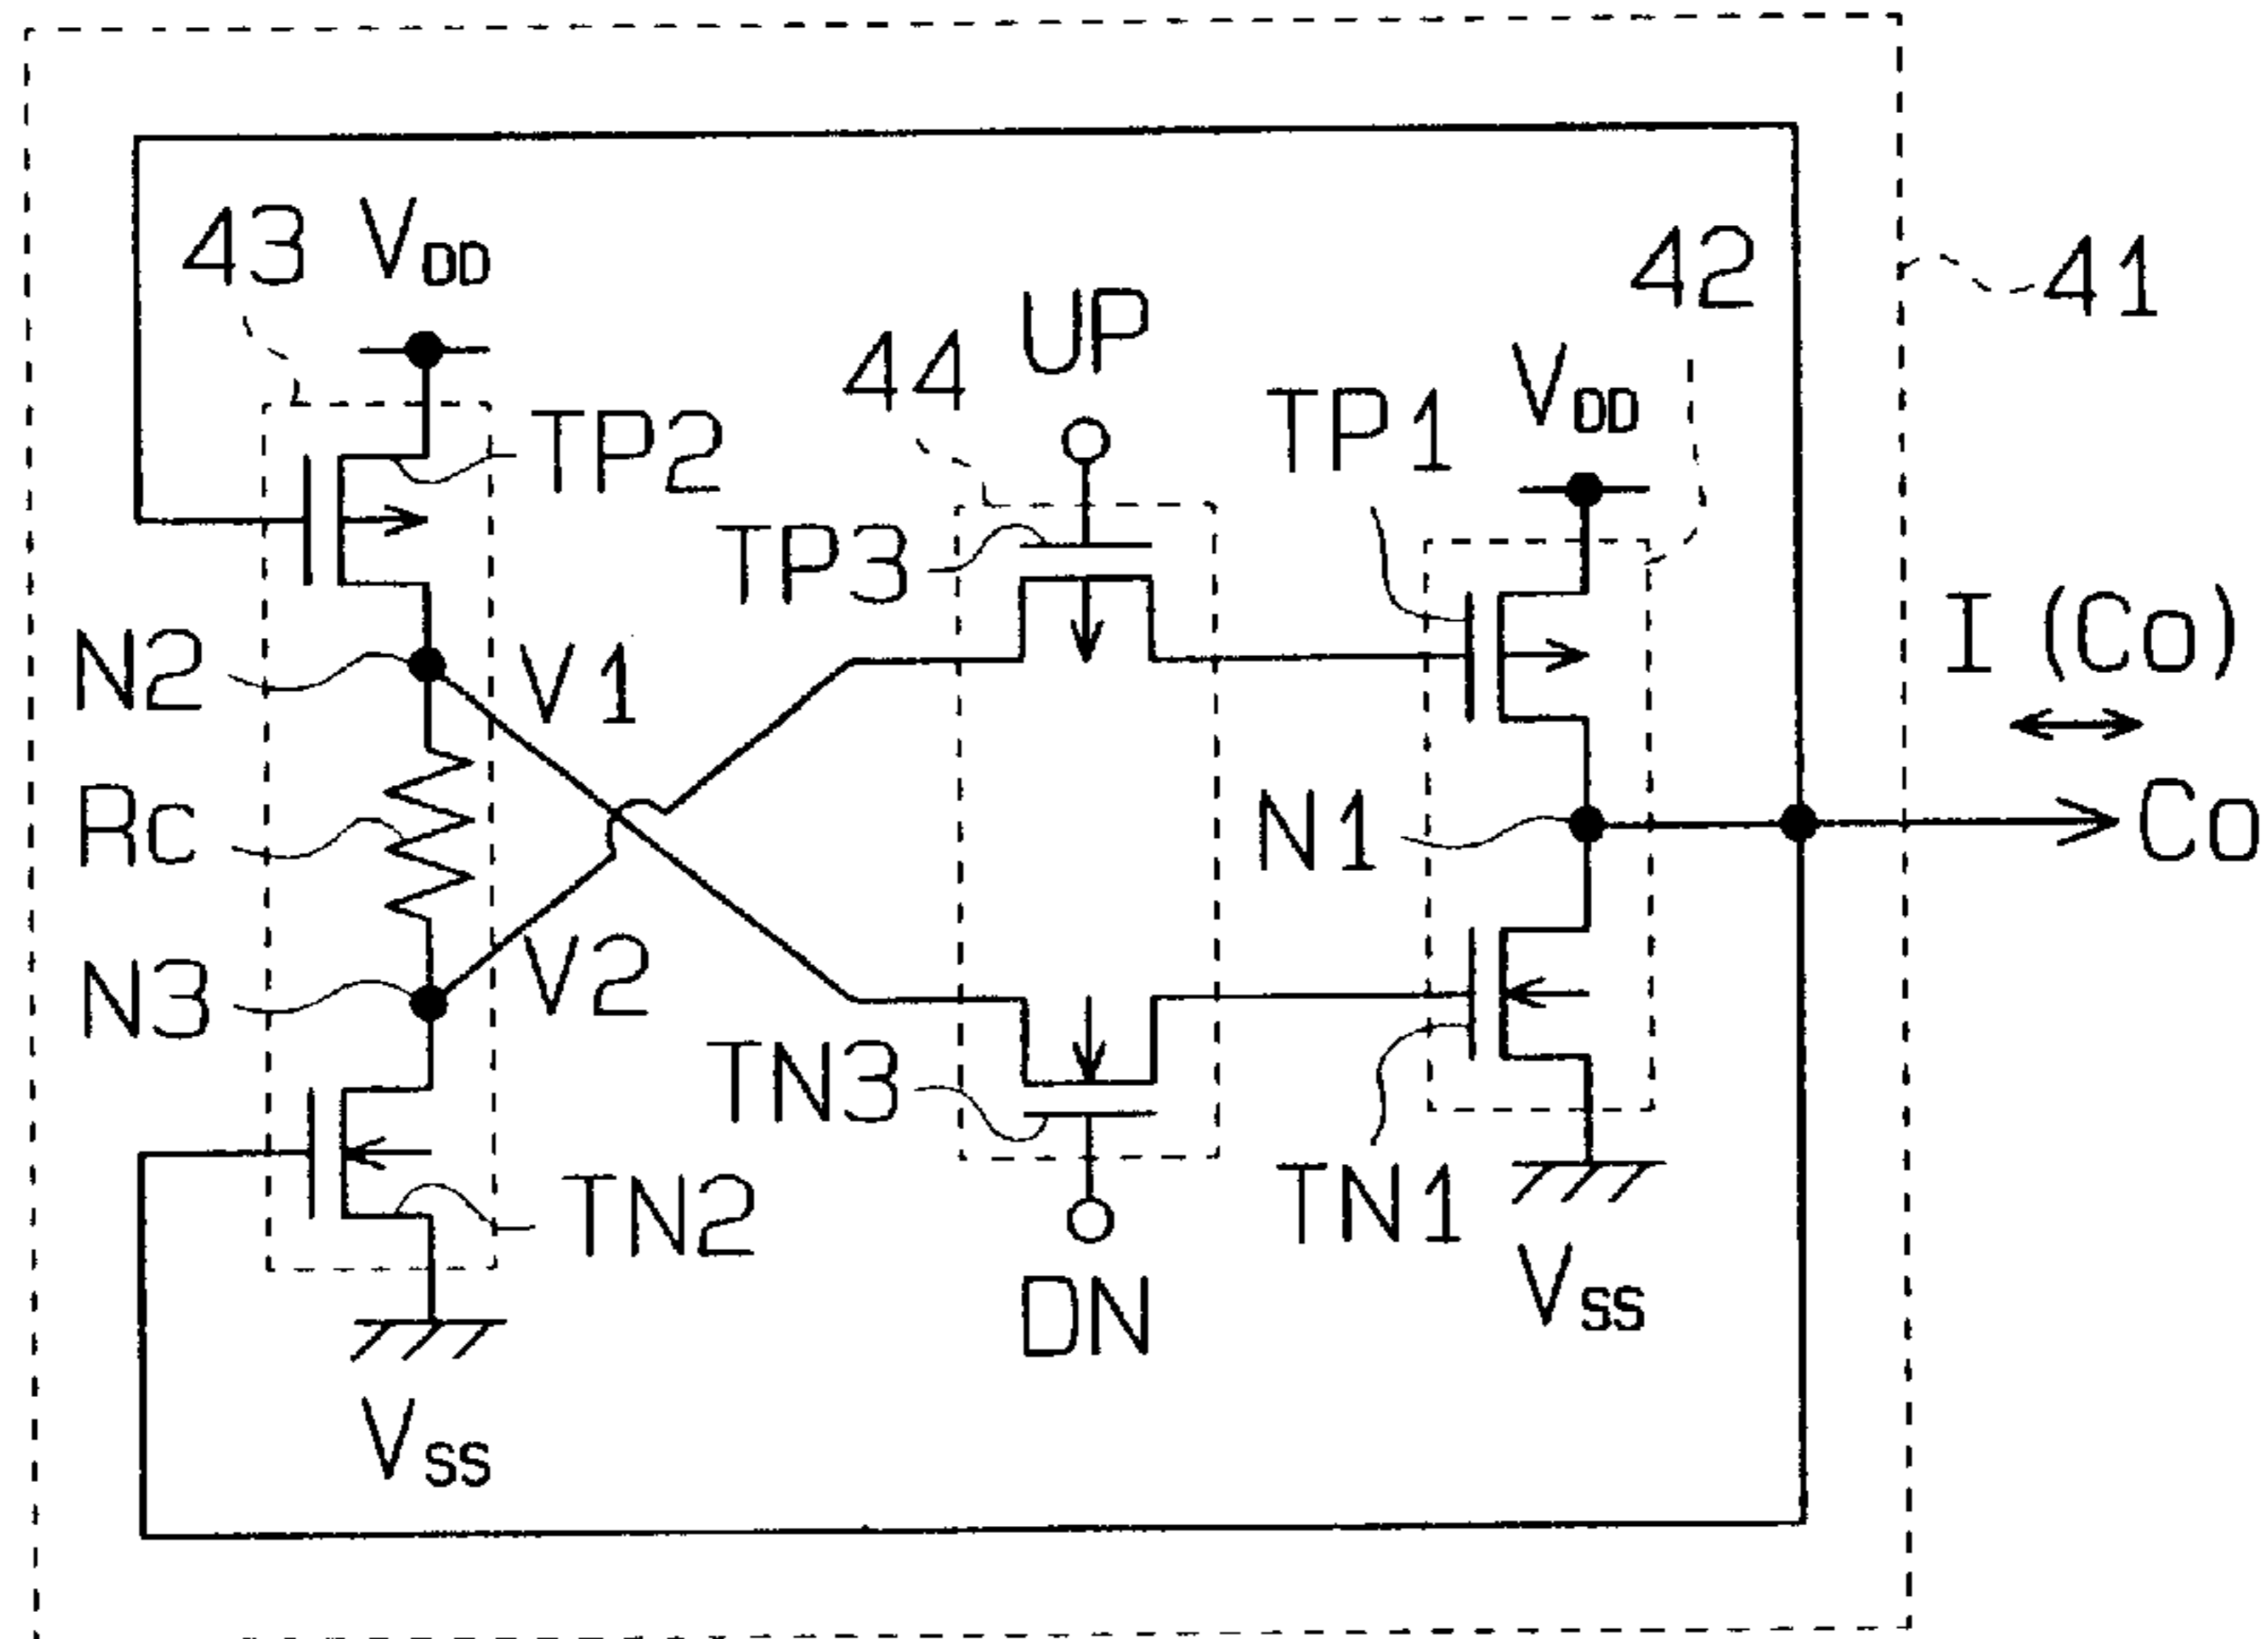 43
VDD
42
41
UP
44
TP2
TP1
VDD
TP3
N2
V1
I (Co)
Rc
N1
Co
N3
V2
TN3
TN2
TN1
DN
VSS
VSS